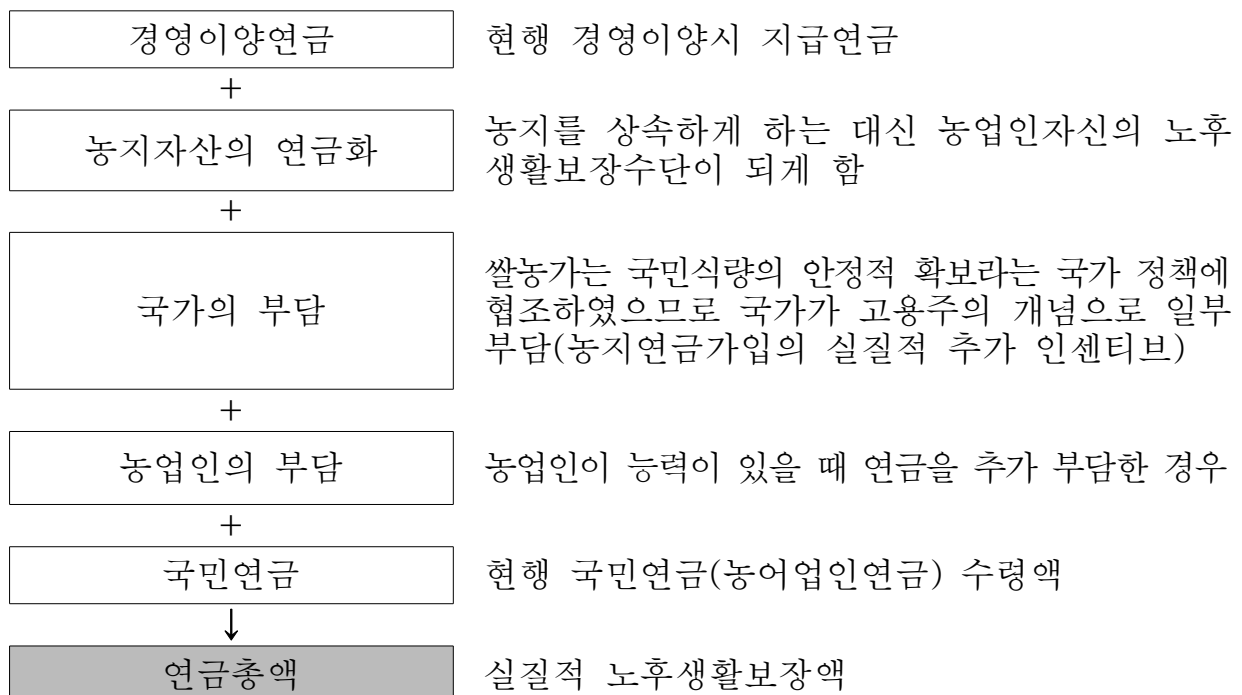 경영이양연금 현행 경영이양시 지급연금
+
농지자산의 연금화 농지를 상속하게 하는 대신 농업인자신의 노후
생활보장수단이 되게 함
+
국가의 부담 쌀농가는 국민식량의 안정적 확보라는 국가 정책에
협조하였으므로 국가가 고용주의 개념으로 일부
부담(농지연금가입의 실질적 추가 인센티브)
+
농업인의 부담 농업인이 능력이 있을 때 연금을 추가 부담한 경우
+
국민연금 현행 국민연금(농어업인연금) 수령액
↓
연금총액 실질적 노후생활보장액